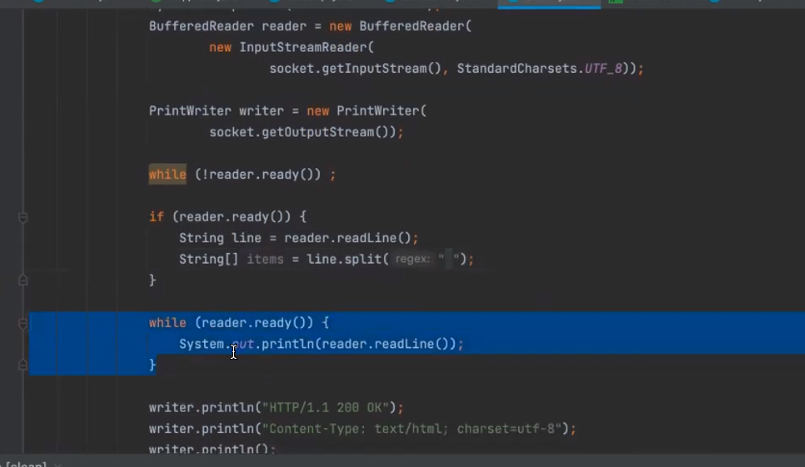 BufferedReader reader = new BufferedReader(
new InputStreamReader(
socket.getInputStream(), StandardCharsets.UTF_8));
PrintWriter writer = new PrintWriter(
socket.getOutputStream());
while (!reader.ready()) ;
if (reader.ready()) {
String line = reader.readLine();
String[] items = line.split( regex: " ");
}
while (reader.ready()) {
System.out.println(reader.readLine());
}
writer.println("HTTP/1.1 200 OK");
writer.println("Content-Type: text/html; charset=utf-8");
writer.println();
[clean]